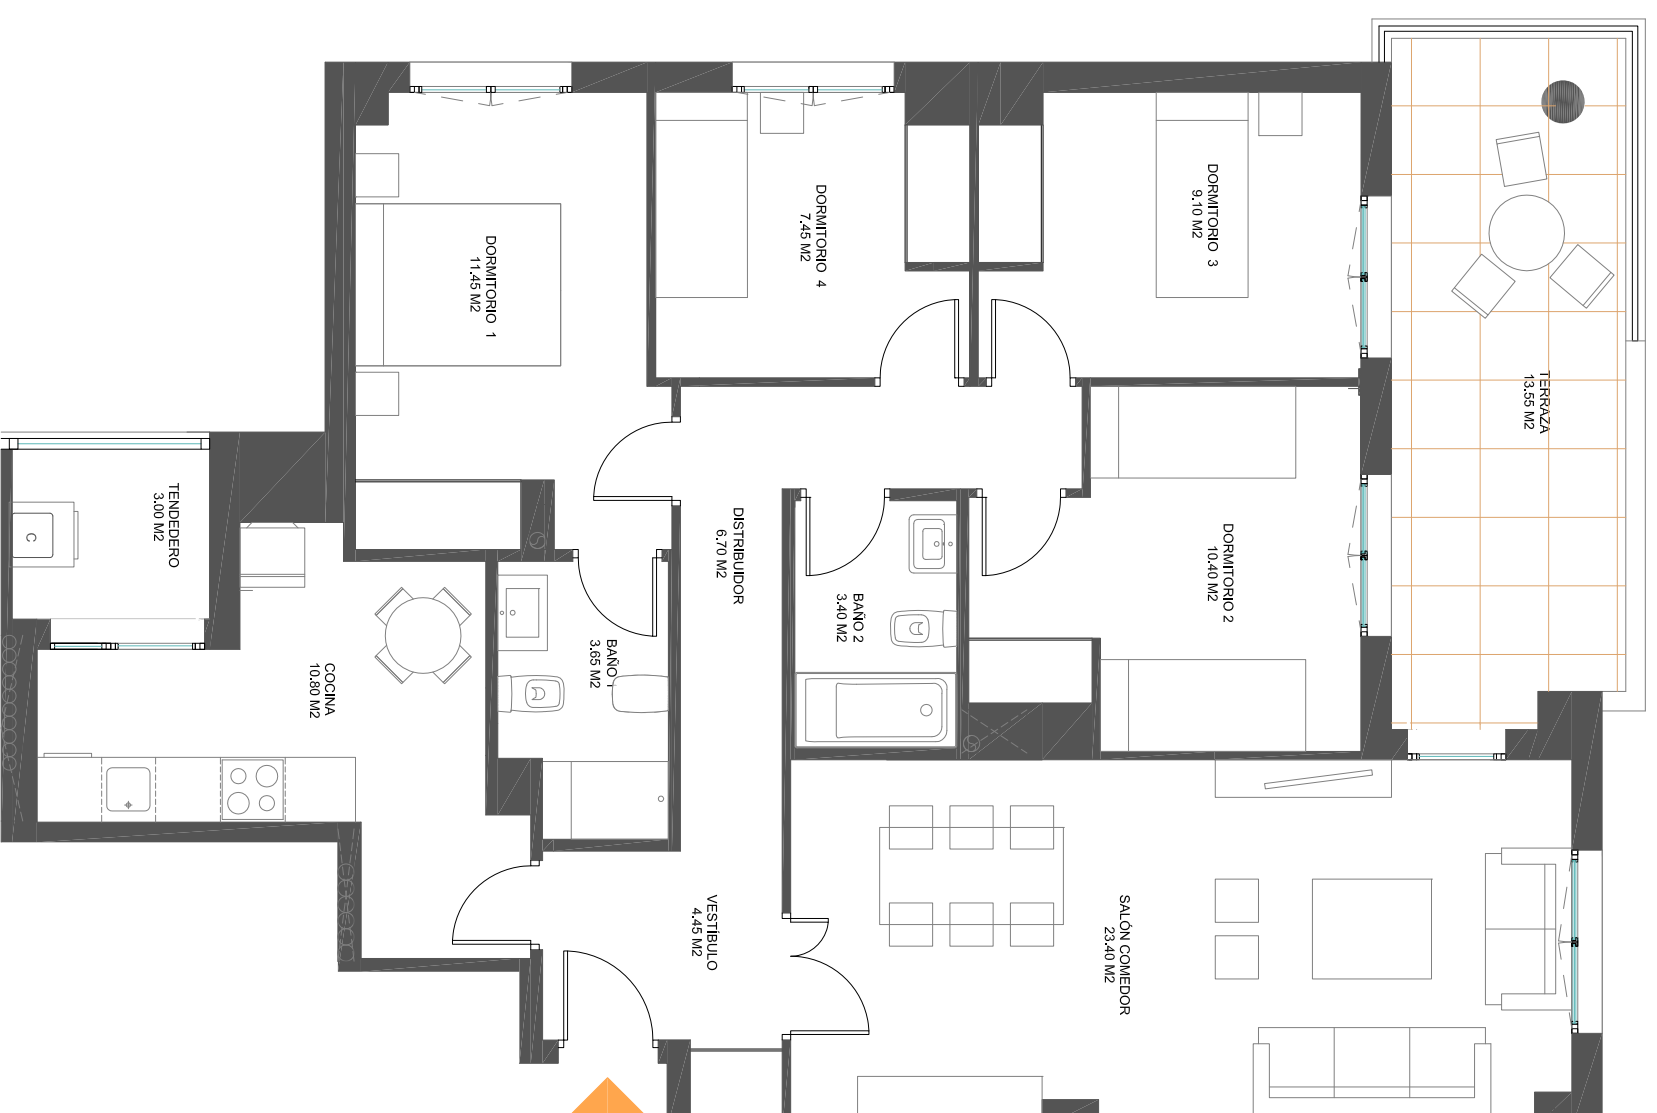 DORMITORIO 1
11.45 M2
DORMITORIO 4
7.45 M2
DORMITORIO 3
9.10 M2
TERRAZA
13.55 M2
TENDEDERO
3.00 M2
C
DISTRIBUIDOR
6.70 M2
BAÑO 2
3.40 M2
DORMITORIO 2
10.40 M2
COCINA
10.80 M2
BAÑO 1
3.65 M2
VESTÍBULO
4.45 M2
SALÓN COMEDOR
23.40 M2